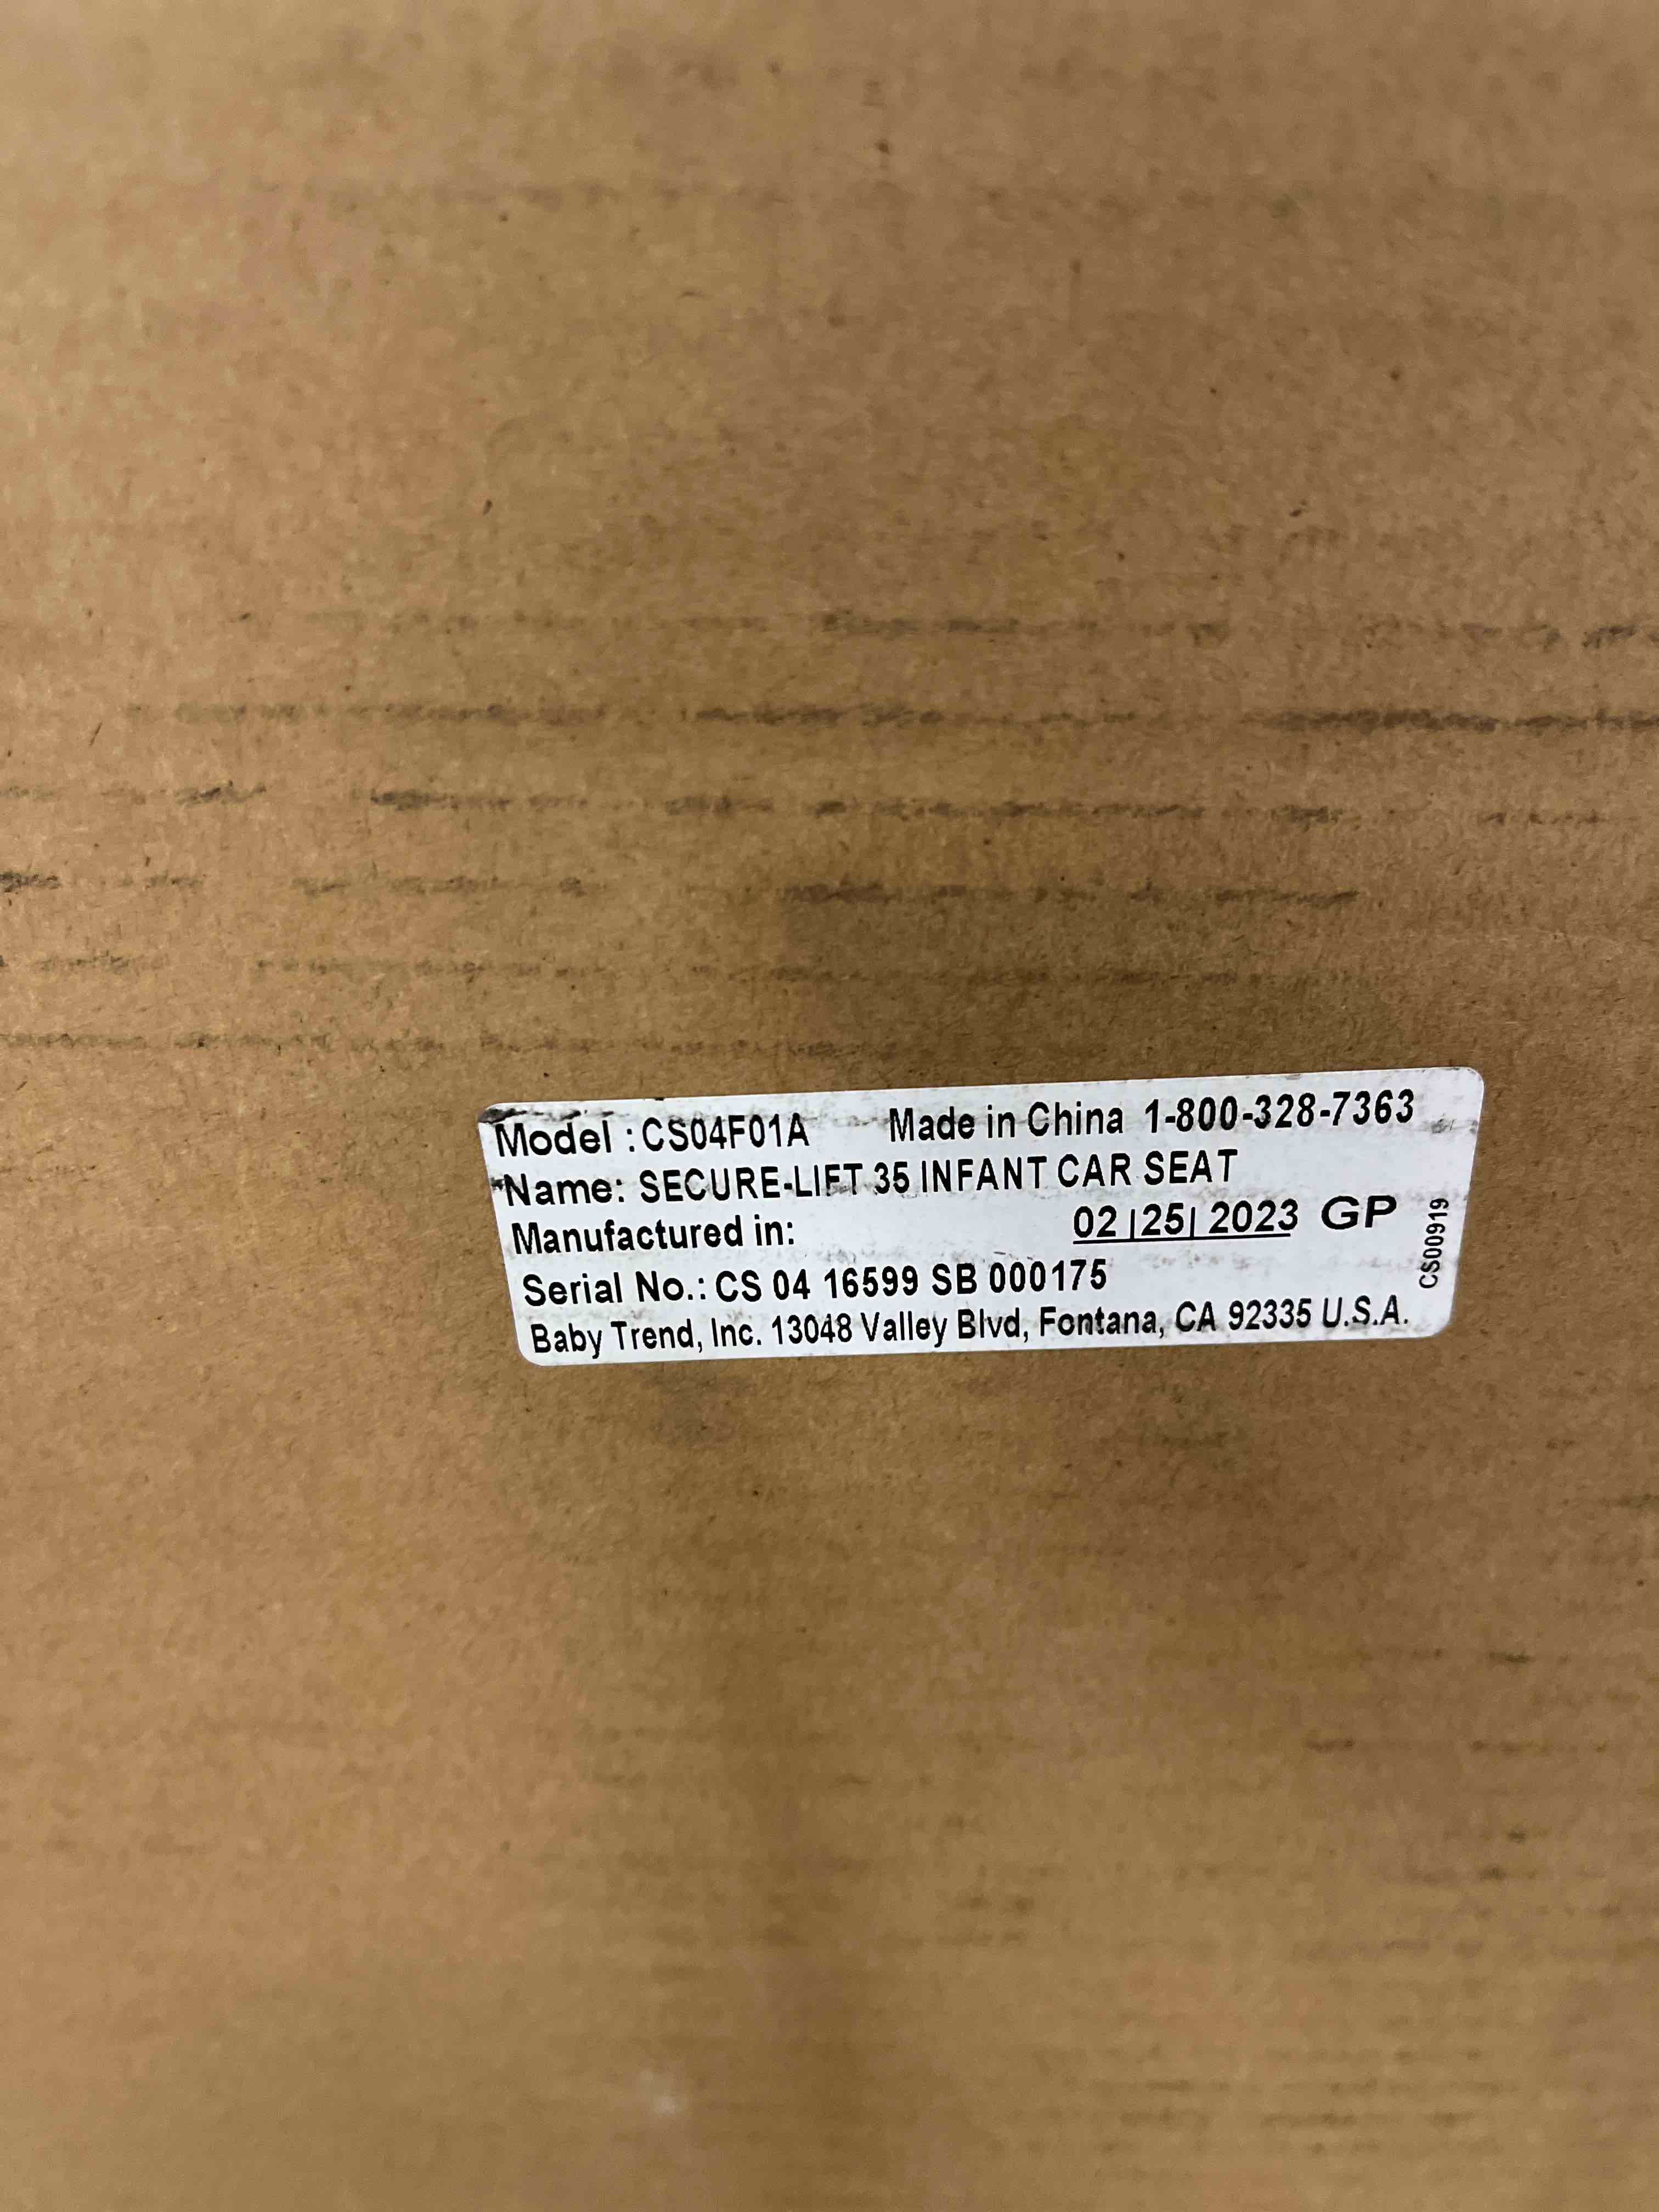 Model :CS04F01A Made in China 1-800-328-7363
Name: SECURE-LIFT 35 INFANT CAR SEAT
Manufactured in: 02 |25| 2023 GP
Serial No.: CS 04 16599 SB 000175
Baby Trend, Inc. 13048 Valley Blvd, Fontana, CA 92335 U.S.A.
CS00919